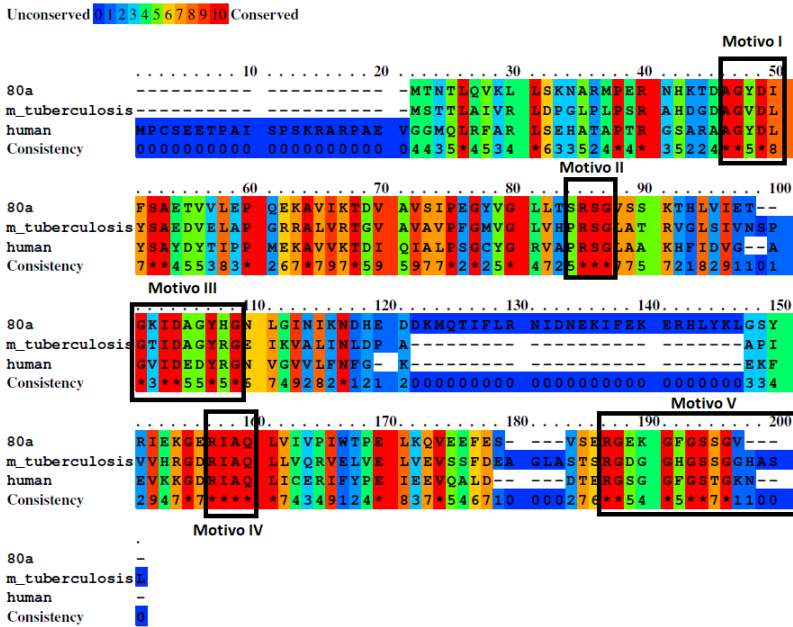 Unconserved 0 1 2 3 4 5 6 7 8 9 10 Conserved
Motivo I
. . . . . . . . . 10 . . . . . . . . . 20 . . . . . . . . . 30 . . . . . . . . . 40 . . . . . . . . . 50
80a ---------- ---------- -MTNTLQVKL LSKNARMPER NHKTDAGYDI
m_tuberculosis ---------- ---------- -MSTTLAIVR LDPGLPLPSR AHDGDAGVDL
human MPCSEETPAI SPSKRARPAE VGGMQLRFAR LSEHATAPTR GSARAAGYDL
Consistency 0000000000 0000000000 04435*4534 *633524*4* 35224**5*8
Motivo II
. . . . . . . . . 60 . . . . . . . . . 70 . . . . . . . . . 80 . . . . . . . . . 90 . . . . . . . . . 100
80a FSAETVVLEP QEKAVIKTDV AVSIPEGYVG LLTSRSGVSS KTHLVIET--
m_tuberculosis YSAEDVELAP GRRALVRTGV AVAVPFGMVG LVHPRSGLAT RVGLSIVNSP
human YSAYDYTIPP MEKAVVKTDI QIALPSGCYG RVAPRSGLAA KHFIDVG--A
Consistency 7**455383* 267*797*59 5977*2*25* 4725***775 7218291101
Motivo III
. . . . . . . . . 110 . . . . . . . . . 120 . . . . . . . . . 130 . . . . . . . . . 140 . . . . . . . . . 150
80a GKIDAGYHGN LGINIKNDHE DDKMQTIFLR NIDNEKIFEK ERHLYKLGSY
m_tuberculosis GTIDAGYRGE IKVALINLDP A--------- ---------- -------API
human GVIDEDYRGN VGVVLFNFG- K--------- ---------- -------EKF
Consistency *3**55*5*6 749282*121 2000000000 0000000000 0000000334
Motivo V
. . . . . . . . . 160 . . . . . . . . . 170 . . . . . . . . . 180 . . . . . . . . . 190 . . . . . . . . . 200
80a RIEKGERIAQ LVIVPIWTPE LKQVEEFES- ---VSERGEK GFGSSGV---
m_tuberculosis VVHRGDRIAQ LLVQRVELVE LVEVSSFDEA GLASTSRGDG GHGSSGGHAS
human EVKKGDRIAQ LICERIFYPE IEEVQALD-- ---DTERGSG GFGSTGKN--
Consistency 2947*7**** *74349124* 837*546710 000276**54 *5**7*1100
Motivo IV
.
80a -
m_tuberculosis L
human -
Consistency 0